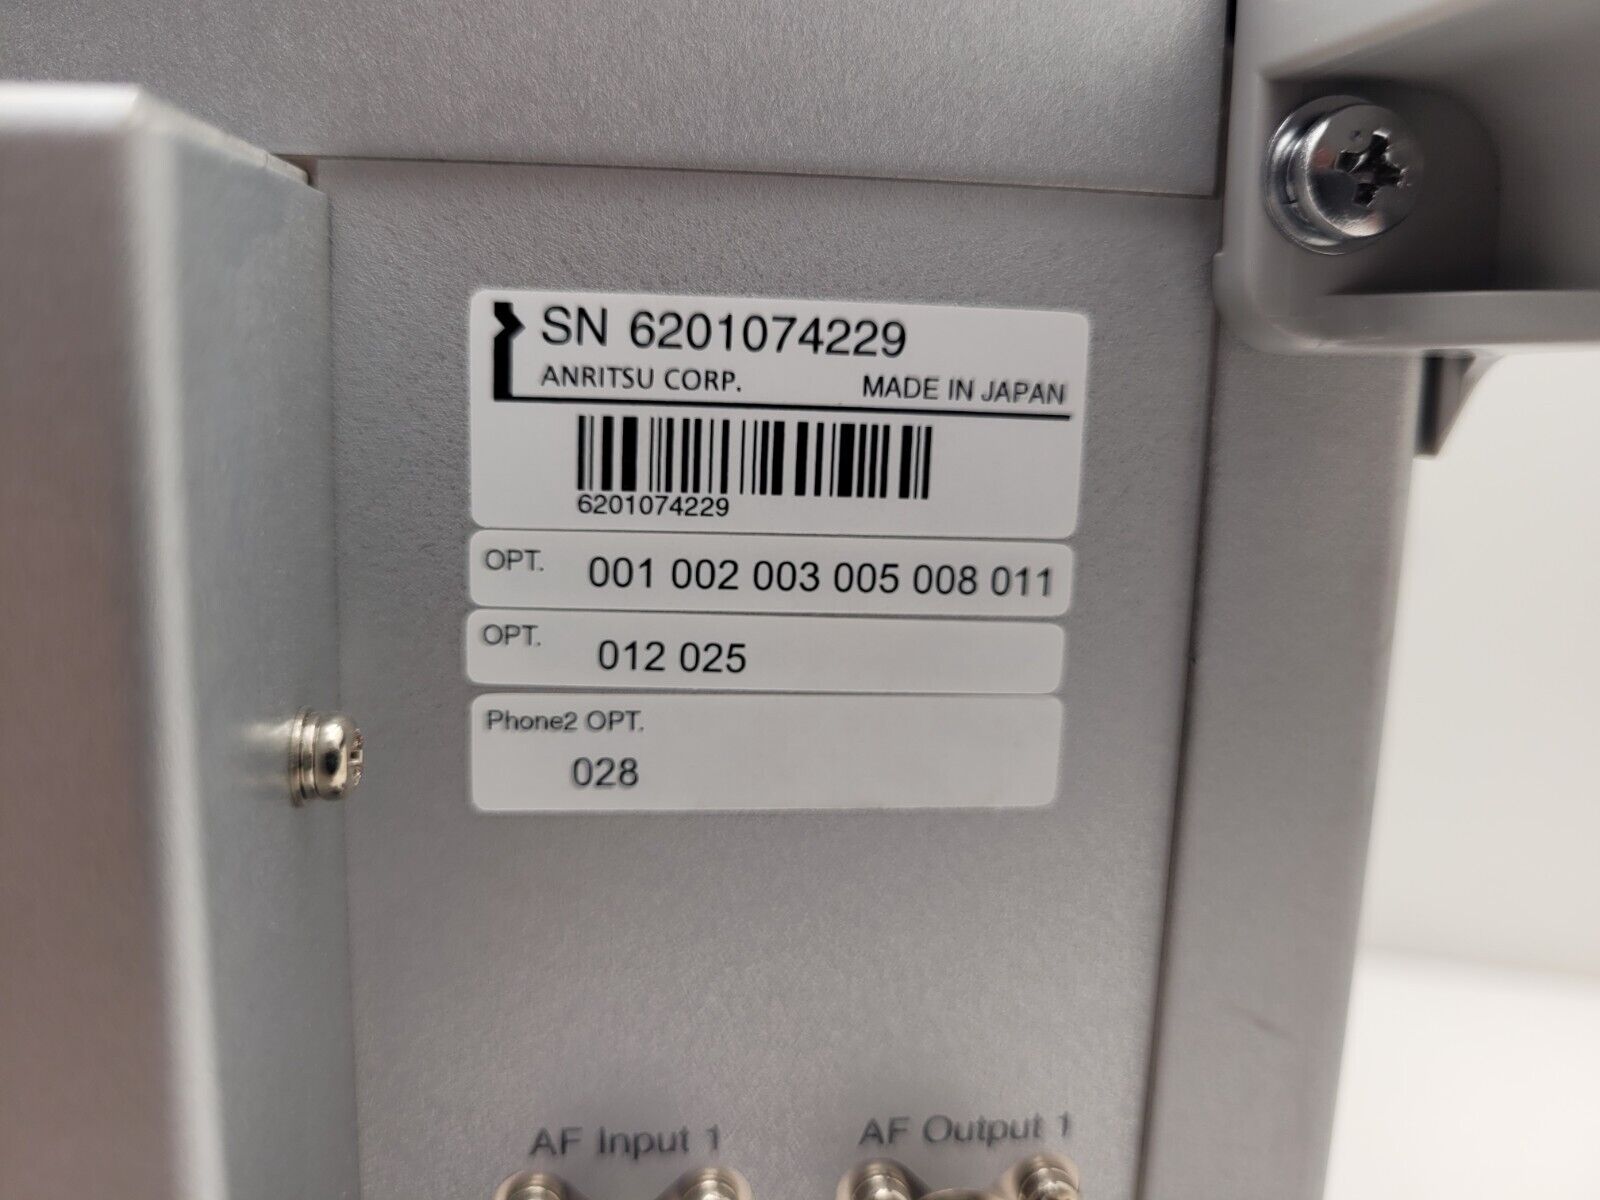 SN 6201074229
ANRITSU CORP. MADE IN JAPAN
6201074229
OPT. 001 002 003 005 008 011
OPT. 012 025
Phone2 OPT.
028
AF Input 1 AF Output 1